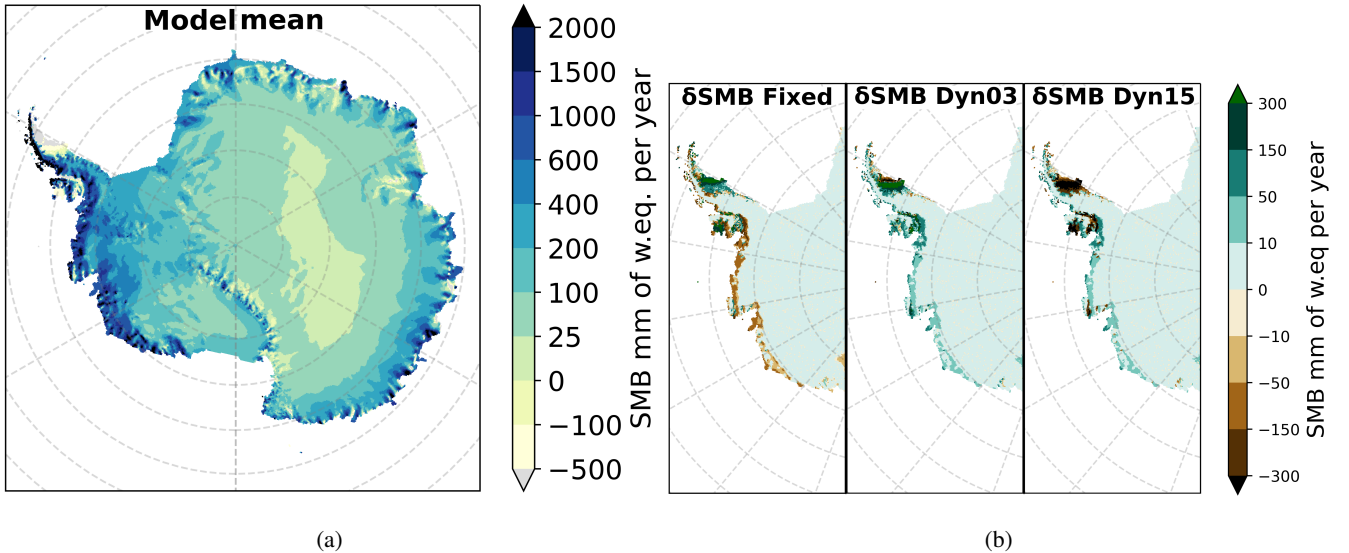 Model mean
2000
1500
1000
600
400
200
100
25
0
−100
−500
SMB mm of w.eq. per year
δSMB Fixed
δSMB Dyn03
δSMB Dyn15
300
150
50
10
0
−10
−50
−150
−300
SMB mm of w.eq per year
(a)
(b)